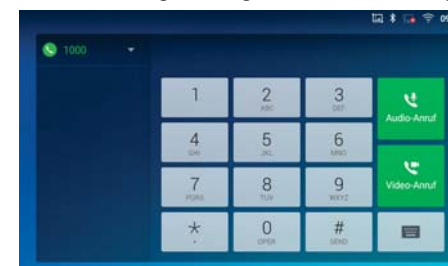 09
1000
1 2 3
ABC DEF
Audio-Anruf
4 5 6
GHI JKL MNO
7 8 9
PQRS TUV WXYZ
Video-Anruf
* 0 #
OPER SEND